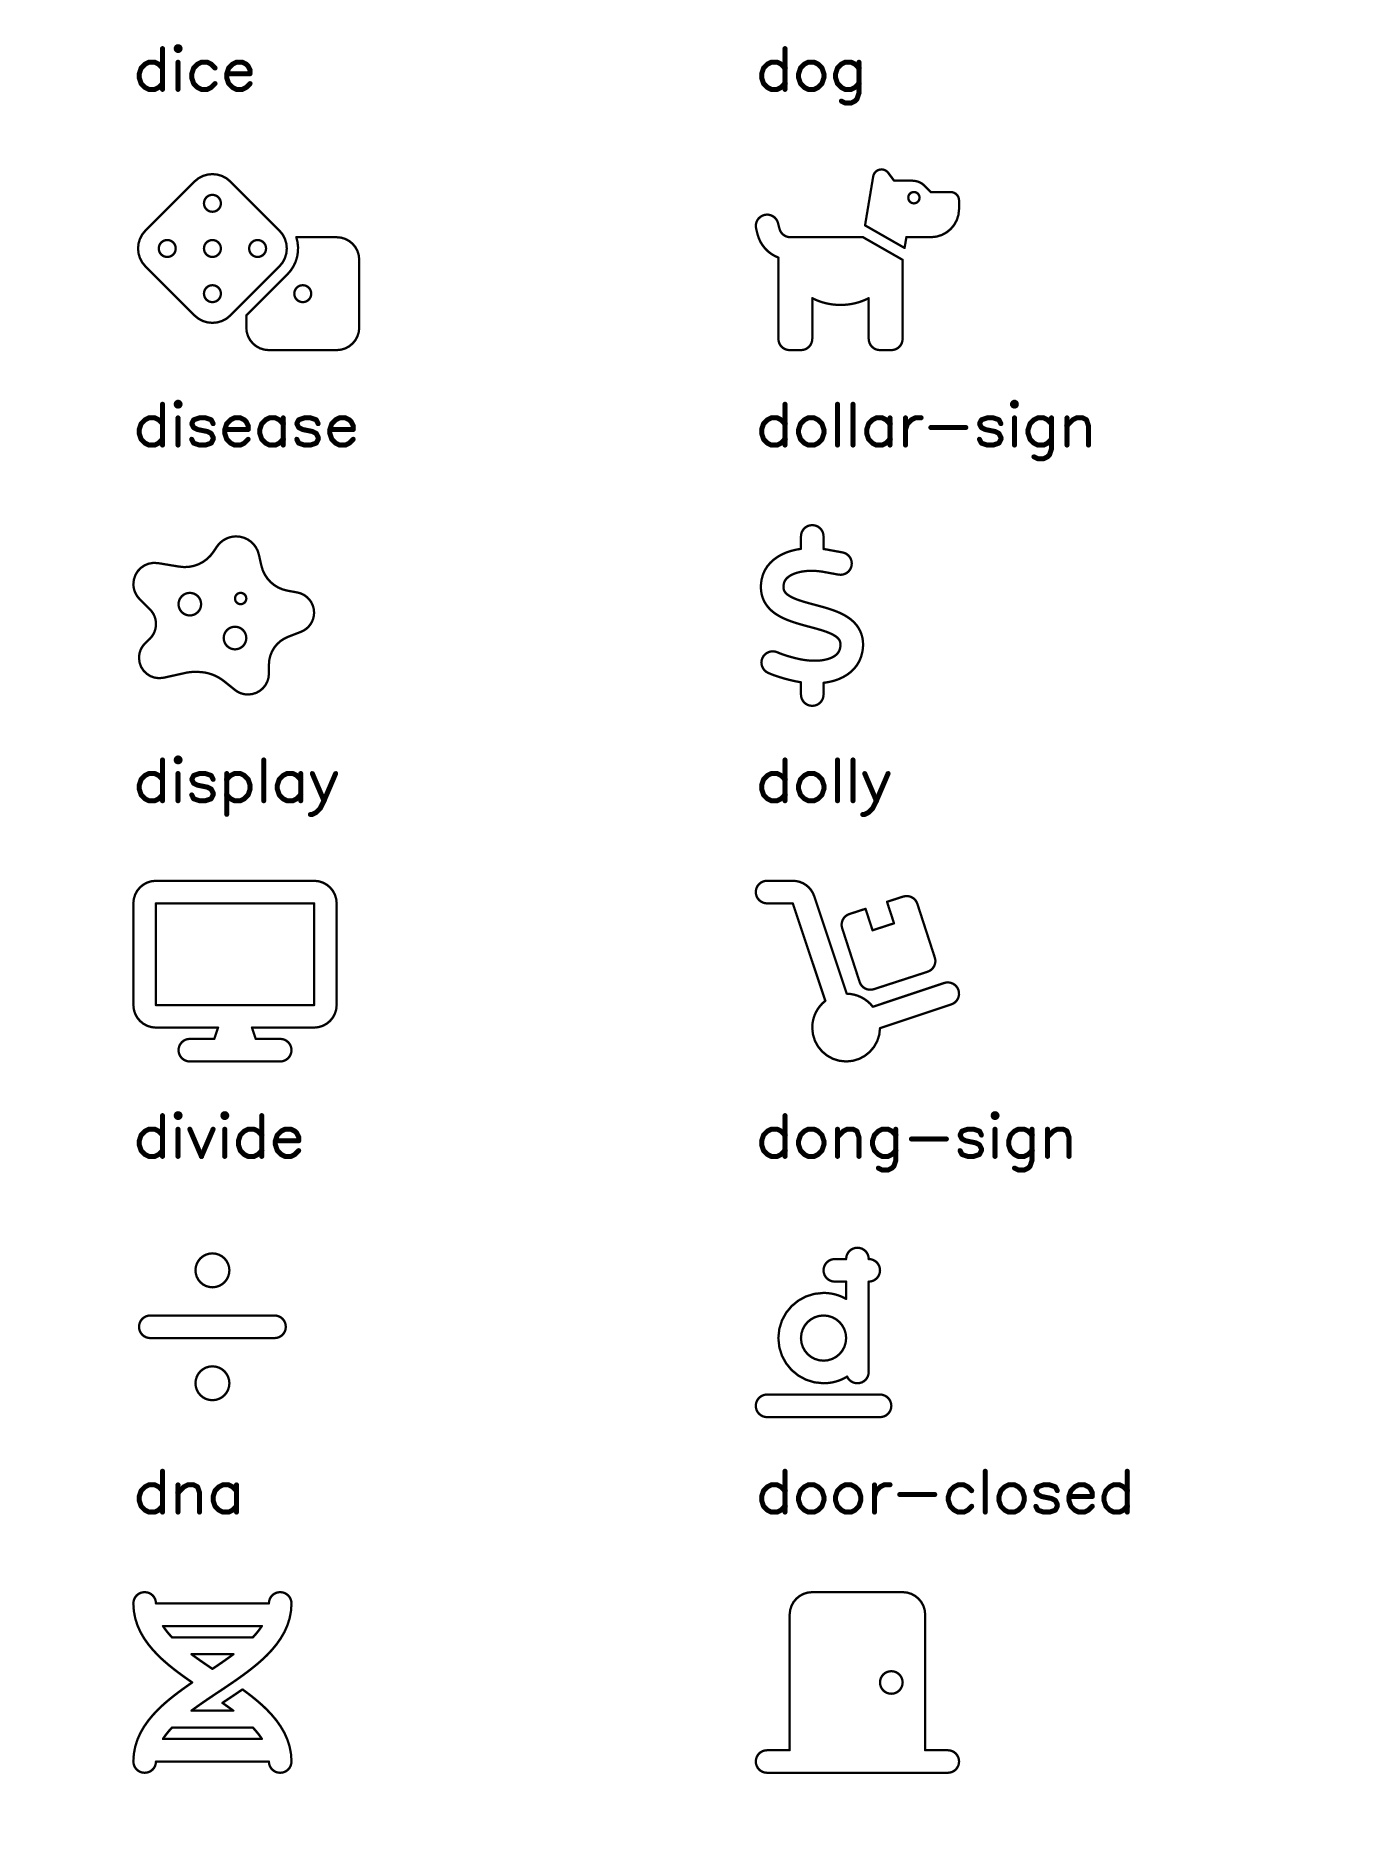 dice
dog
disease
dollar-sign
display
dolly
divide
dong-sign
dna
door-closed